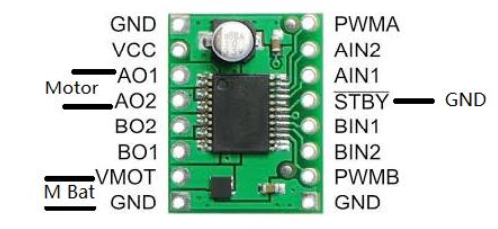 GND PWMA
VCC AIN2
AO1 AIN1
Motor
AO2 STBY GND
BO2 BIN1
BO1 BIN2
VMOT PWMB
M Bat
GND GND